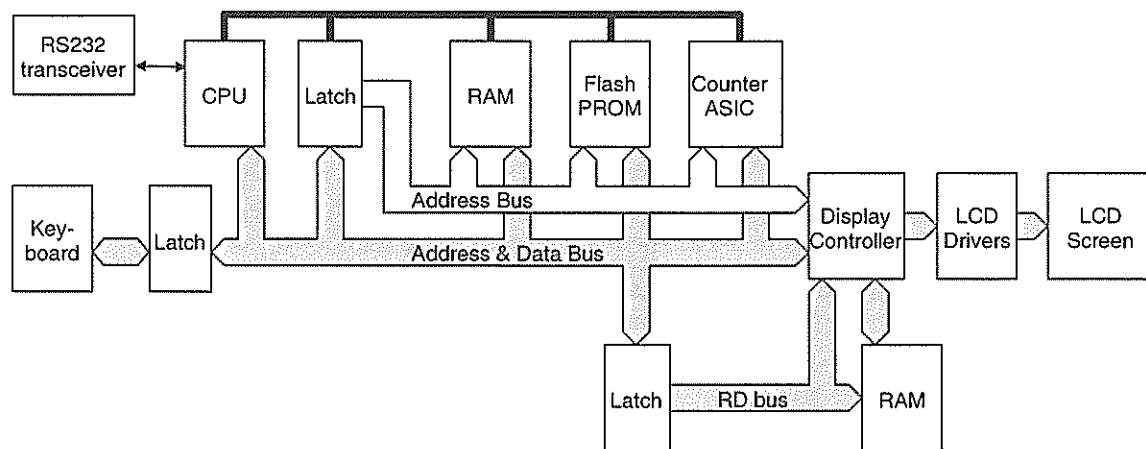 RS232
transceiver
CPU
Latch
RAM
Flash
PROM
Counter
ASIC
Address Bus
Key-
board
Latch
Address & Data Bus
Display
Controller
LCD
Drivers
LCD
Screen
Latch
RD bus
RAM